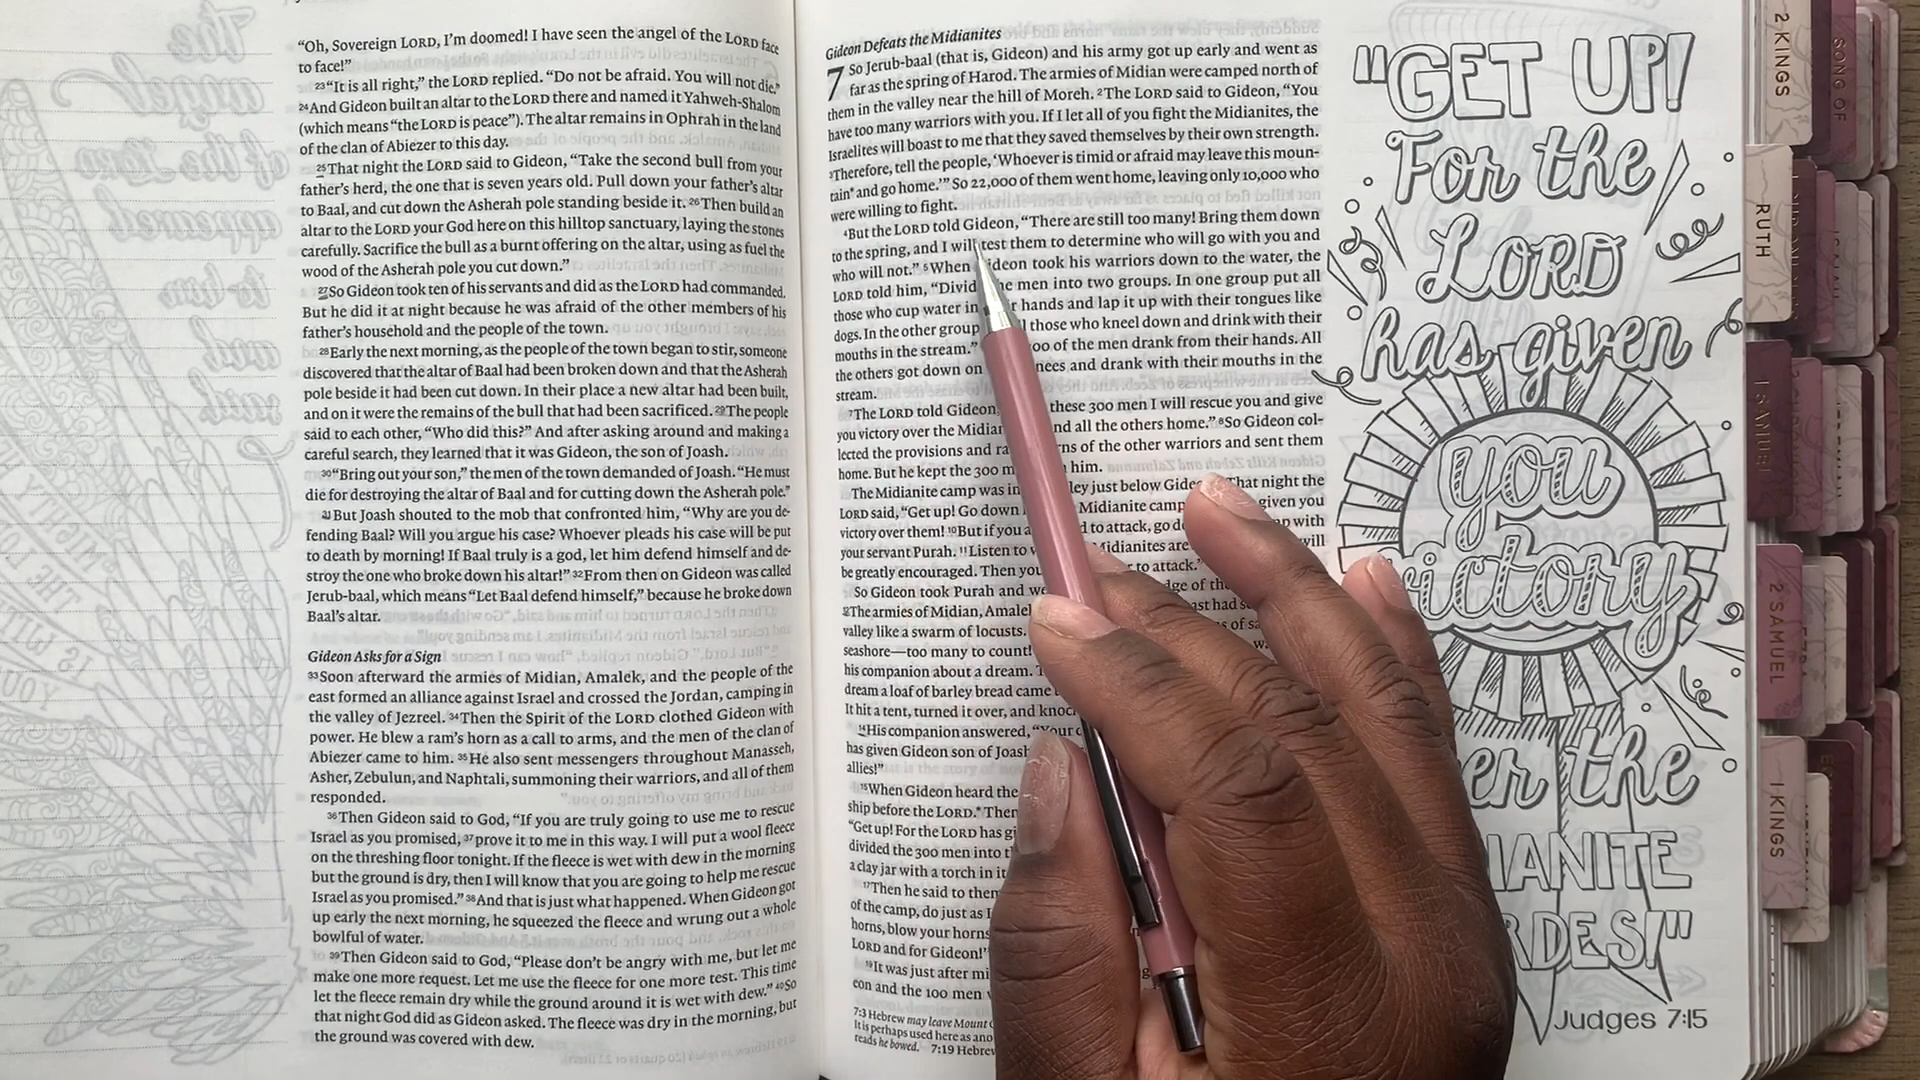 “Oh, Sovereign LORD, I’m doomed! I have seen the angel of the LORD face
to face!”
23“It is all right,” the LORD replied. “Do not be afraid. You will not die.”
24And Gideon built an altar to the LORD there and named it Yahweh-Shalom
(which means “the LORD is peace”). The altar remains in Ophrah in the land
of the clan of Abiezer to this day.
25That night the LORD said to Gideon, “Take the second bull from your
father’s herd, the one that is seven years old. Pull down your father’s altar
to Baal, and cut down the Asherah pole standing beside it. 26Then build an
altar to the LORD your God here on this hilltop sanctuary, laying the stones
carefully. Sacrifice the bull as a burnt offering on the altar, using as fuel the
wood of the Asherah pole you cut down.”
27So Gideon took ten of his servants and did as the LORD had commanded.
But he did it at night because he was afraid of the other members of his
father’s household and the people of the town.
28Early the next morning, as the people of the town began to stir, someone
discovered that the altar of Baal had been broken down and that the Asherah
pole beside it had been cut down. In their place a new altar had been built,
and on it were the remains of the bull that had been sacrificed. 29The people
said to each other, “Who did this?” And after asking around and making a
careful search, they learned that it was Gideon, the son of Joash.
30“Bring out your son,” the men of the town demanded of Joash. “He must
die for destroying the altar of Baal and for cutting down the Asherah pole.”
31But Joash shouted to the mob that confronted him, “Why are you de-
fending Baal? Will you argue his case? Whoever pleads his case will be put
to death by morning! If Baal truly is a god, let him defend himself and de-
stroy the one who broke down his altar!” 32From then on Gideon was called
Jerub-baal, which means “Let Baal defend himself,” because he broke down
Baal’s altar.
Gideon Asks for a Sign
33Soon afterward the armies of Midian, Amalek, and the people of the
east formed an alliance against Israel and crossed the Jordan, camping in
the valley of Jezreel. 34Then the Spirit of the LORD clothed Gideon with
power. He blew a ram’s horn as a call to arms, and the men of the clan of
Abiezer came to him. 35He also sent messengers throughout Manasseh,
Asher, Zebulun, and Naphtali, summoning their warriors, and all of them
responded.
36Then Gideon said to God, “If you are truly going to use me to rescue
Israel as you promised, 37prove it to me in this way. I will put a wool fleece
on the threshing floor tonight. If the fleece is wet with dew in the morning
but the ground is dry, then I will know that you are going to help me rescue
Israel as you promised.” 38And that is just what happened. When Gideon got
up early the next morning, he squeezed the fleece and wrung out a whole
bowlful of water.
39Then Gideon said to God, “Please don’t be angry with me, but let me
make one more request. Let me use the fleece for one more test. This time
let the fleece remain dry while the ground around it is wet with dew.” 40So
that night God did as Gideon asked. The fleece was dry in the morning, but
the ground was covered with dew.
Gideon Defeats the Midianites
7 So Jerub-baal (that is, Gideon) and his army got up early and went as
far as the spring of Harod. The armies of Midian were camped north of
them in the valley near the hill of Moreh. 2The LORD said to Gideon, “You
have too many warriors with you. If I let all of you fight the Midianites, the
Israelites will boast to me that they saved themselves by their own strength.
3Therefore, tell the people, ‘Whoever is timid or afraid may leave this moun-
tain* and go home.’” So 22,000 of them went home, leaving only 10,000 who
were willing to fight.
4But the LORD told Gideon, “There are still too many! Bring them down
to the spring, and I will test them to determine who will go with you and
who will not.” 5When deon took his warriors down to the water, the
LORD told him, “Divid e men into two groups. In one group put all
those who cup water in r hands and lap it up with their tongues like
dogs. In the other group those who kneel down and drink with their
mouths in the stream.” 00 of the men drank from their hands. All
the others got down on nees and drank with their mouths in the
stream.
7The LORD told Gideon, these 300 men I will rescue you and give
you victory over the Midian nd all the others home.” 8So Gideon col-
lected the provisions and ra ns of the other warriors and sent them
home. But he kept the 300 m him.
The Midianite camp was in ley just below Gide That night the
LORD said, “Get up! Go down Midianite camp given you
victory over them! 10But if you a d to attack, go d p with
your servant Purah. 11Listen to Midianites are will
be greatly encouraged. Then you r to attack.”
So Gideon took Purah and we dge of the
12The armies of Midian, Amalek ast had s
valley like a swarm of locusts. s of sa
seashore—too many to count! w.
his companion about a dream.
dream a loaf of barley bread came
It hit a tent, turned it over, and knoc
14His companion answered, “Your
has given Gideon son of Joash
allies!”
15When Gideon heard the
ship before the LORD.* Then
“Get up! For the LORD has gi
divided the 300 men into t
a clay jar with a torch in it
17Then he said to them
of the camp, do just as I
horns, blow your horns
LORD and for Gideon!’
19It was just after mi
eon and the 100 men
7:3 Hebrew may leave Mount
It is perhaps used here as ano
reads he bowed. 7:19 Hebrew
“GET UP!
For the
LORD
has given
you
victory
er the
IANITE
RDES!”
Judges 7:15
2 KINGS
SONG OF
RUTH
1 SAMUEL
2 SAMUEL
1 KINGS